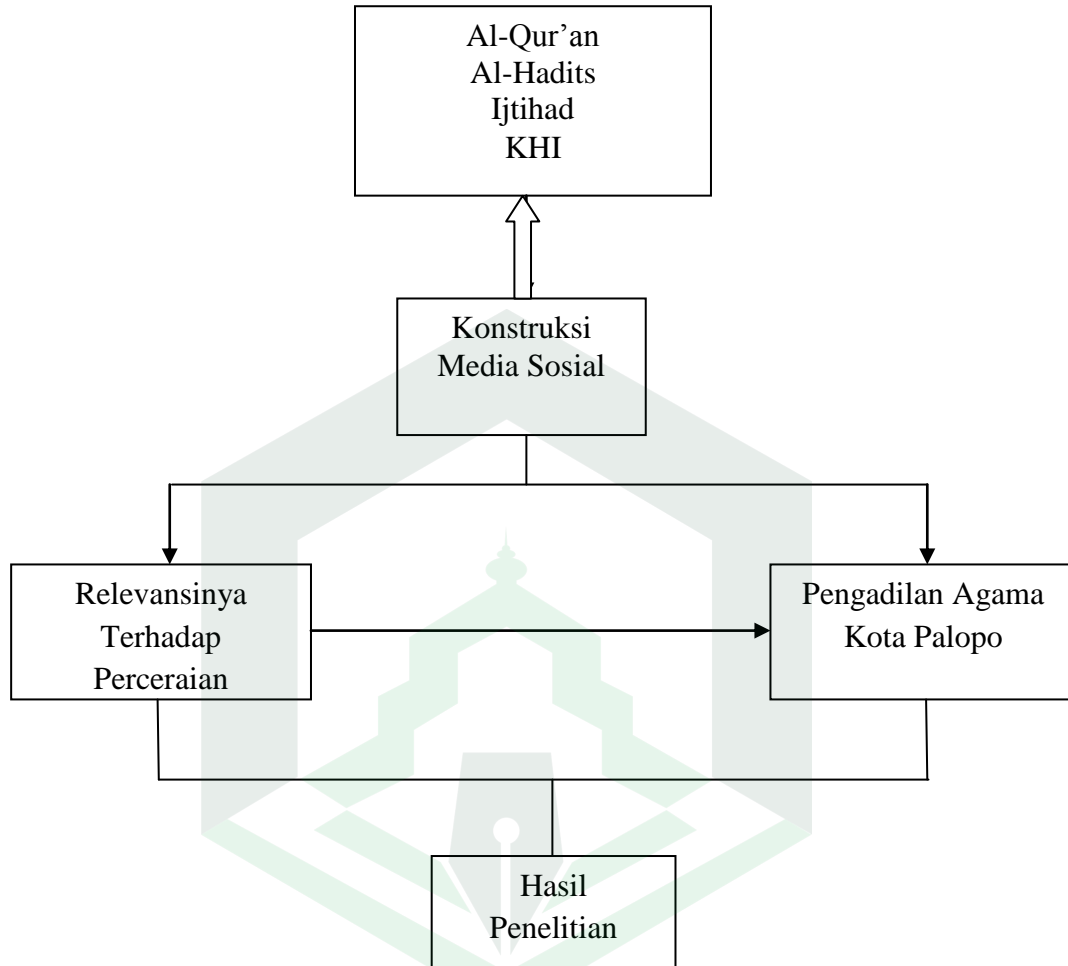 Al-Qur’an
Al-Hadits
Ijtihad
KHI
Konstruksi
Media Sosial
Relevansinya
Terhadap
Perceraian
Pengadilan Agama
Kota Palopo
Hasil
Penelitian